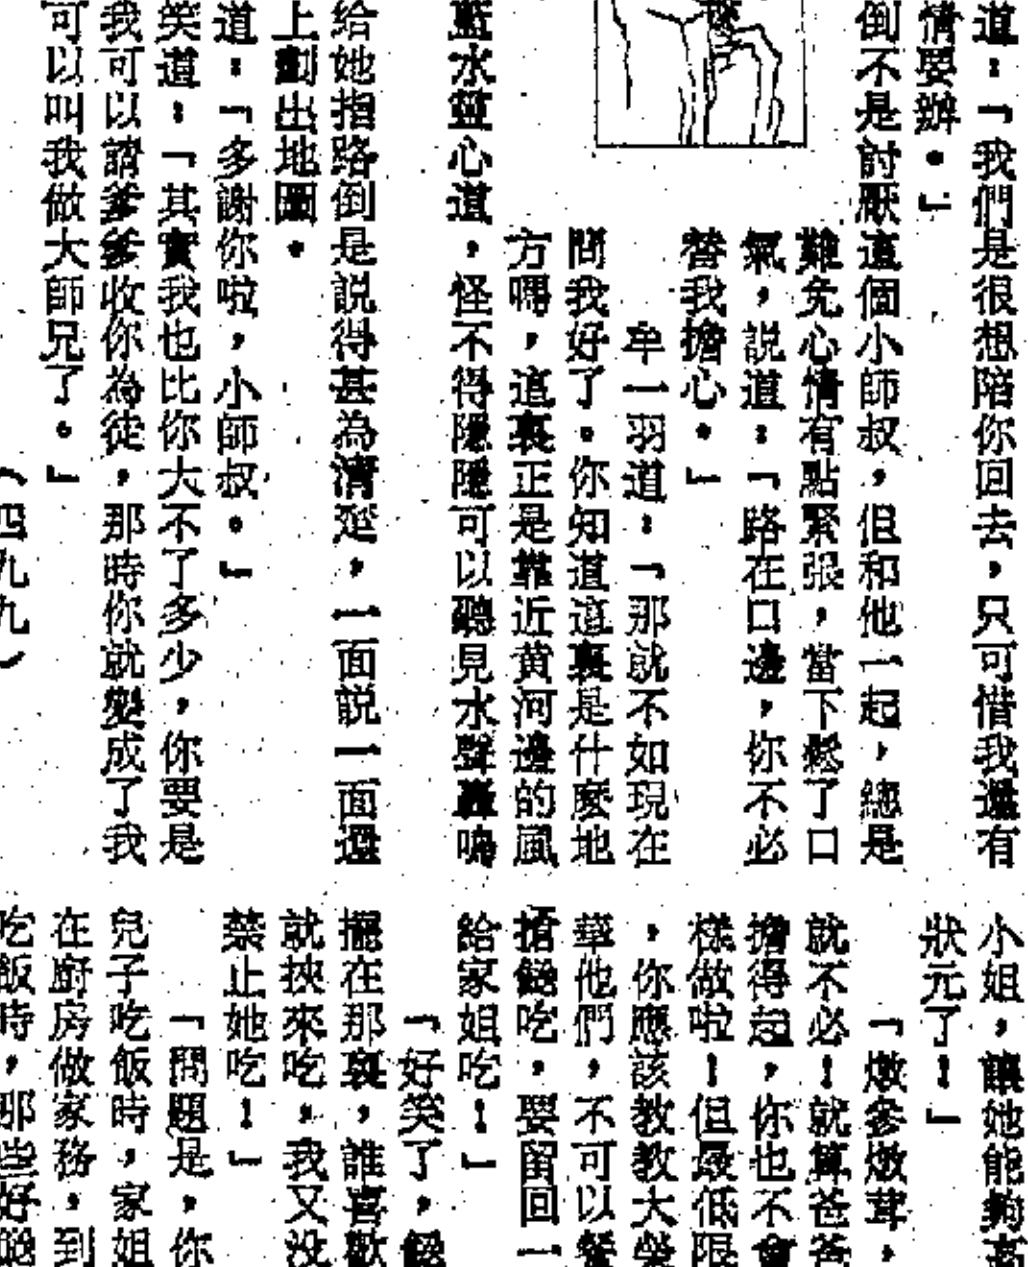 道：「我們是很想陪你回去，只可惜我還有
情要辦。」
倒不是討厭這個小師叔，但和他一起，總是
難免心情有點緊張，當下鬆了口
氣，説道：「路在口邊，你不必
替我擔心。」
牟一羽道：「那就不如現在
問我好了。你知道這裏是什麼地
方嗎，這裏正是靠近黄河邊的風
藍水靈心道，怪不得隱隱可以聽見水聲轟鳴
给她指路倒是説得甚為清，一面説一面還
上劃出地圖。
道：「多謝你啦，小師叔。」
笑道：「其實我也比你大不了多少，你要是
我可以請爹爹收你為徒，那時你就變成了我
可以叫我做大師兄了。」
（四九九）
小姐，讓她能夠
狀元了！」
「燉參燉茸，
就不必！就算爸爸
擔得起，你也不會
樣做啦！但最低限
，你應該教教大
華他們，不可以餐
搶餸吃，要留回一
給家姐吃！」
「好笑了，餸
擺在那裏，誰喜歡
就挾來吃，我又没
禁止她吃！」
「問題是，你
兒子吃飯時，家姐
在廚房做家務，到
吃飯時，那些好餸